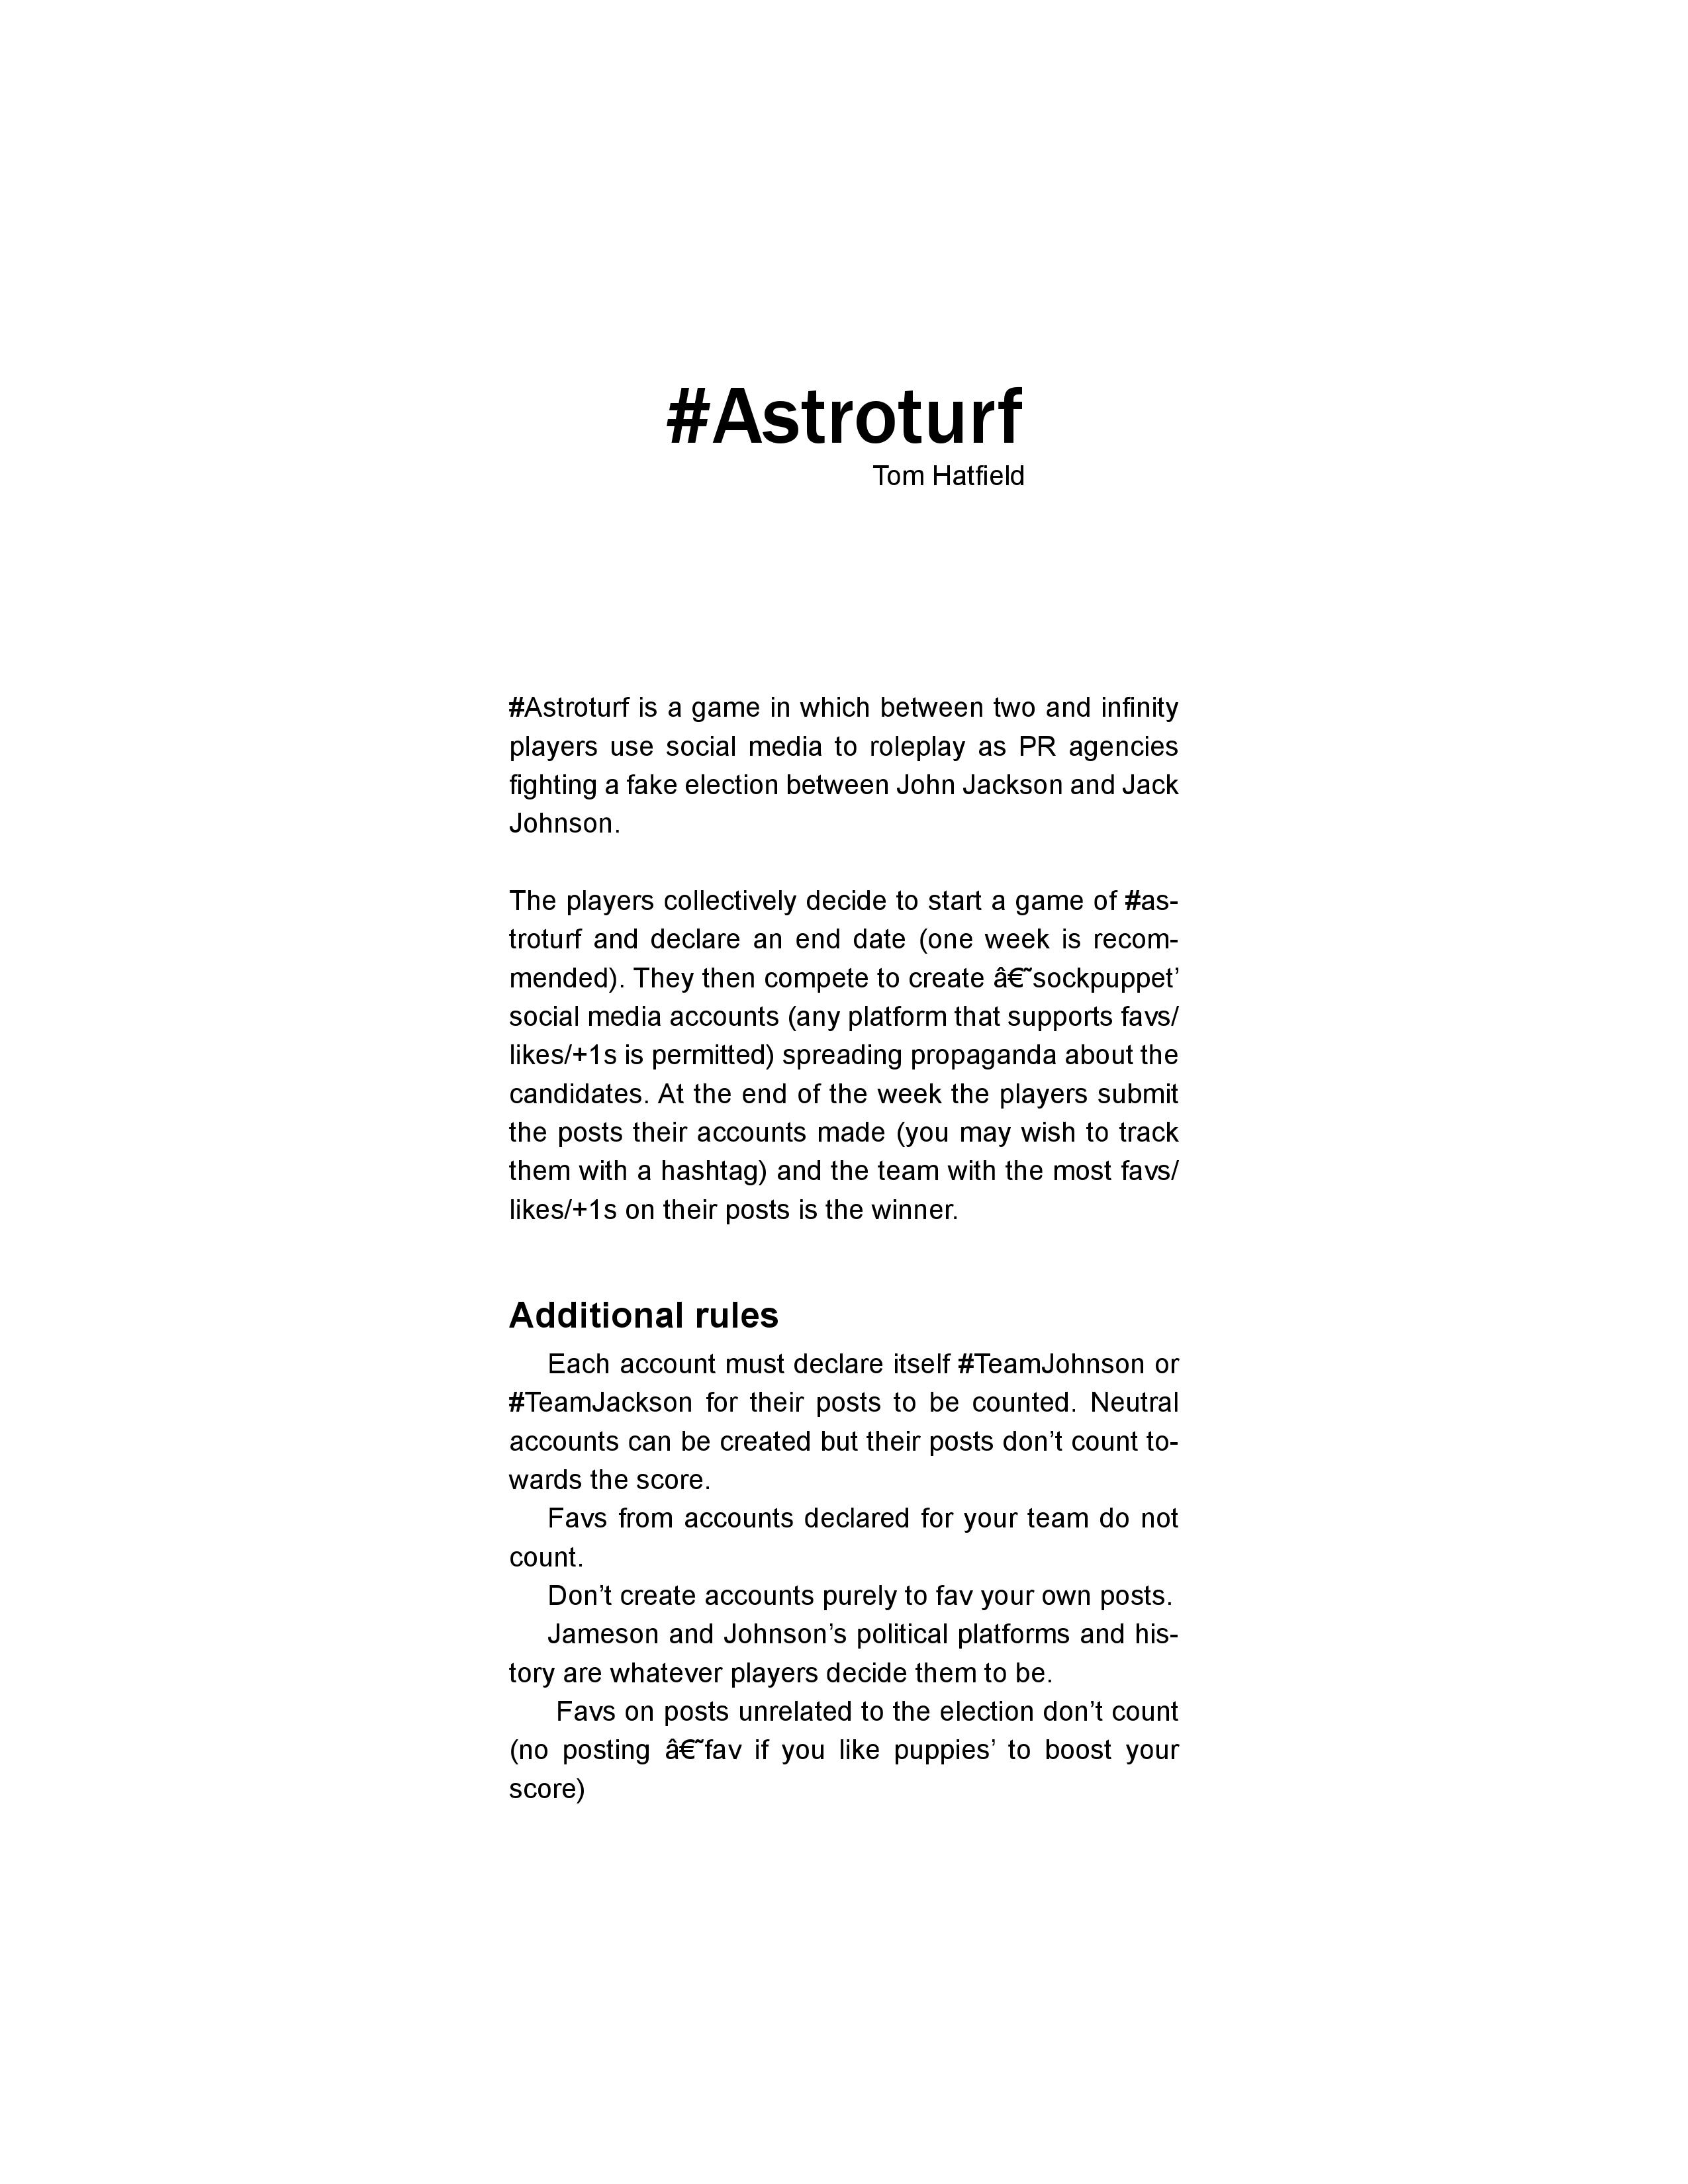 #Astroturf
Tom Hatfield
#Astroturf is a game in which between two and infinity
players use social media to roleplay as PR agencies
fighting a fake election between John Jackson and Jack
Johnson.
The players collectively decide to start a game of #as-
troturf and declare an end date (one week is recom-
mended). They then compete to create â€˜sockpuppet’
social media accounts (any platform that supports favs/
likes/+1s is permitted) spreading propaganda about the
candidates. At the end of the week the players submit
the posts their accounts made (you may wish to track
them with a hashtag) and the team with the most favs/
likes/+1s on their posts is the winner.
Additional rules
Each account must declare itself #TeamJohnson or
#TeamJackson for their posts to be counted. Neutral
accounts can be created but their posts don’t count to-
wards the score.
Favs from accounts declared for your team do not
count.
Don’t create accounts purely to fav your own posts.
Jameson and Johnson’s political platforms and his-
tory are whatever players decide them to be.
Favs on posts unrelated to the election don’t count
(no posting â€˜fav if you like puppies’ to boost your
score)